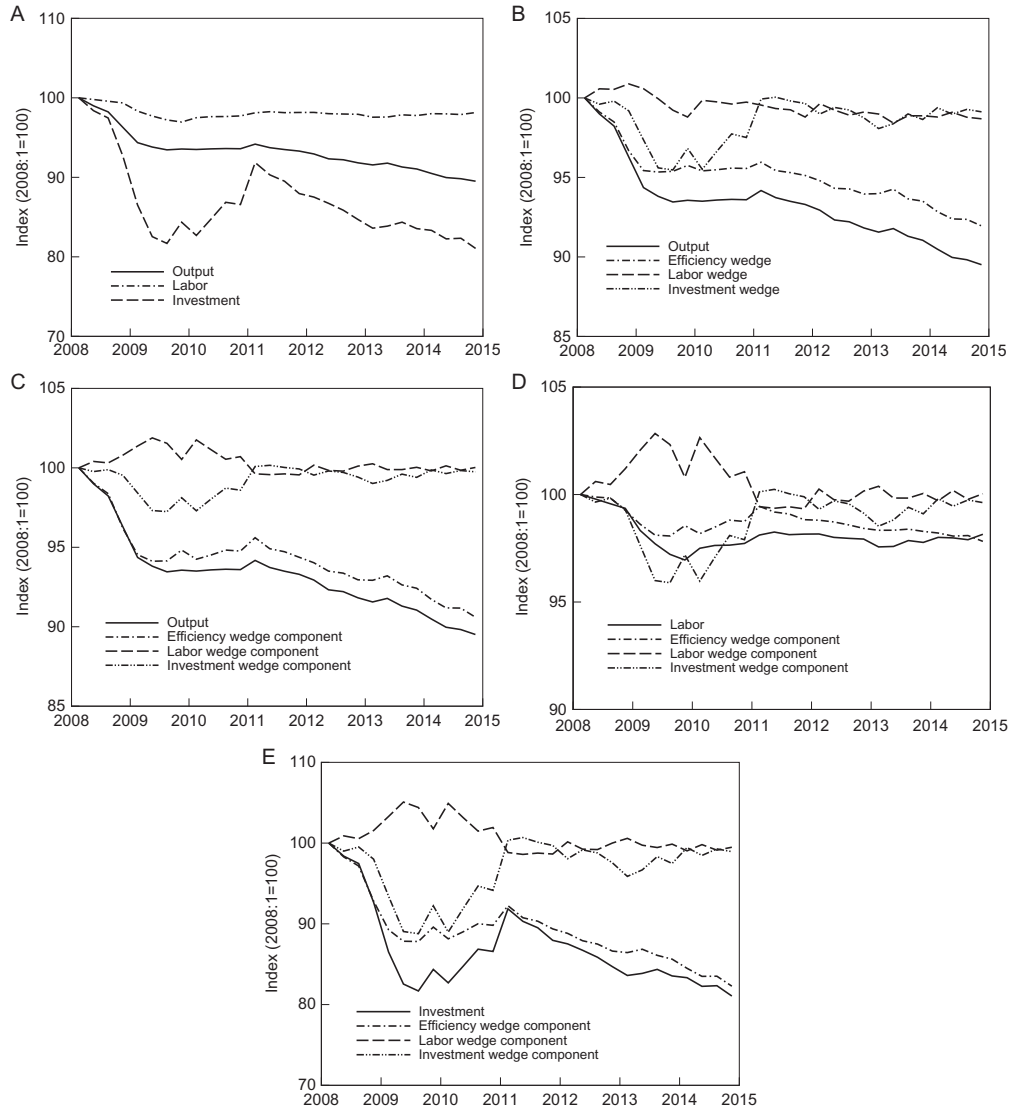 A
110
100
90
80
70
Index (2008:1=100)
Output
Labor
Investment
2008 2009 2010 2011 2012 2013 2014 2015
B
105
100
95
90
85
Index (2008:1=100)
Output
Efficiency wedge
Labor wedge
Investment wedge
2008 2009 2010 2011 2012 2013 2014 2015
C
105
100
95
90
85
Index (2008:1=100)
Output
Efficiency wedge component
Labor wedge component
Investment wedge component
2008 2009 2010 2011 2012 2013 2014 2015
D
105
100
95
90
Index (2008:1=100)
Labor
Efficiency wedge component
Labor wedge component
Investment wedge component
2008 2009 2010 2011 2012 2013 2014 2015
E
110
100
90
80
70
Index (2008:1=100)
Investment
Efficiency wedge component
Labor wedge component
Investment wedge component
2008 2009 2010 2011 2012 2013 2014 2015